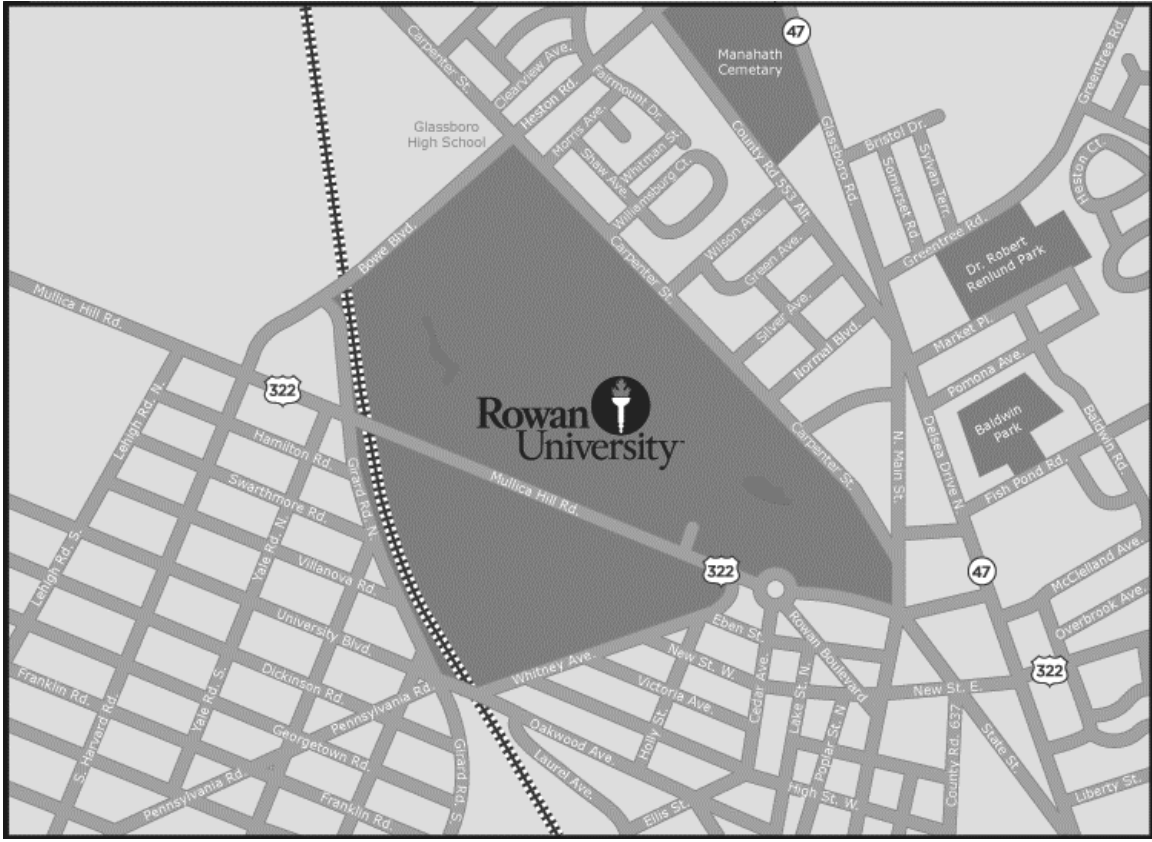 47
Carpenter St.
Manahath
Cemetery
Greentree Rd.
Clearview Ave.
Fairmount Dr.
Heston Rd.
Glassboro
High School
Morris Ave.
Whitman St.
Shaw Ave.
Williamsburg Ct.
County Rd 553 Alt.
Glassboro Rd.
Bristol Dr.
Sylvan Terr.
Somerset Rd.
Heston Ct.
Bowe Blvd.
Carpenter St.
Wilson Ave.
Green Ave.
Greentree Rd.
Dr. Robert
Renlund Park
Mullica Hill Rd.
Silver Ave.
Normal Blvd.
Market Pl.
Pomona Ave.
322
Lehigh Rd. N.
Rowan
University
Carpenter St.
N. Main St.
Delsea Drive N.
Baldwin
Park
Baldwin Rd.
Hamilton Rd.
Girard Rd. N.
Mullica Hill Rd.
Fish Pond Rd.
Swarthmore Rd.
Yale Rd. N.
Lehigh Rd. S.
Villanova Rd.
322
47
McClelland Ave.
Overbrook Ave.
University Blvd.
Eben St.
Rowan Boulevard
Whitney Ave.
New St. W.
322
Franklin Rd.
Dickinson Rd.
Pennsylvania Rd.
Victoria Ave.
Cedar Ave.
Lake St. N.
New St. E.
Yale Rd. S.
S. Harvard Rd.
Georgetown Rd.
Girard Rd. S.
Oakwood Ave.
Holly St.
Poplar St. N
County Rd. 637
State St.
Laurel Ave.
Pennsylvania Rd.
Franklin Rd.
Ellis St.
High St. W.
Liberty St.